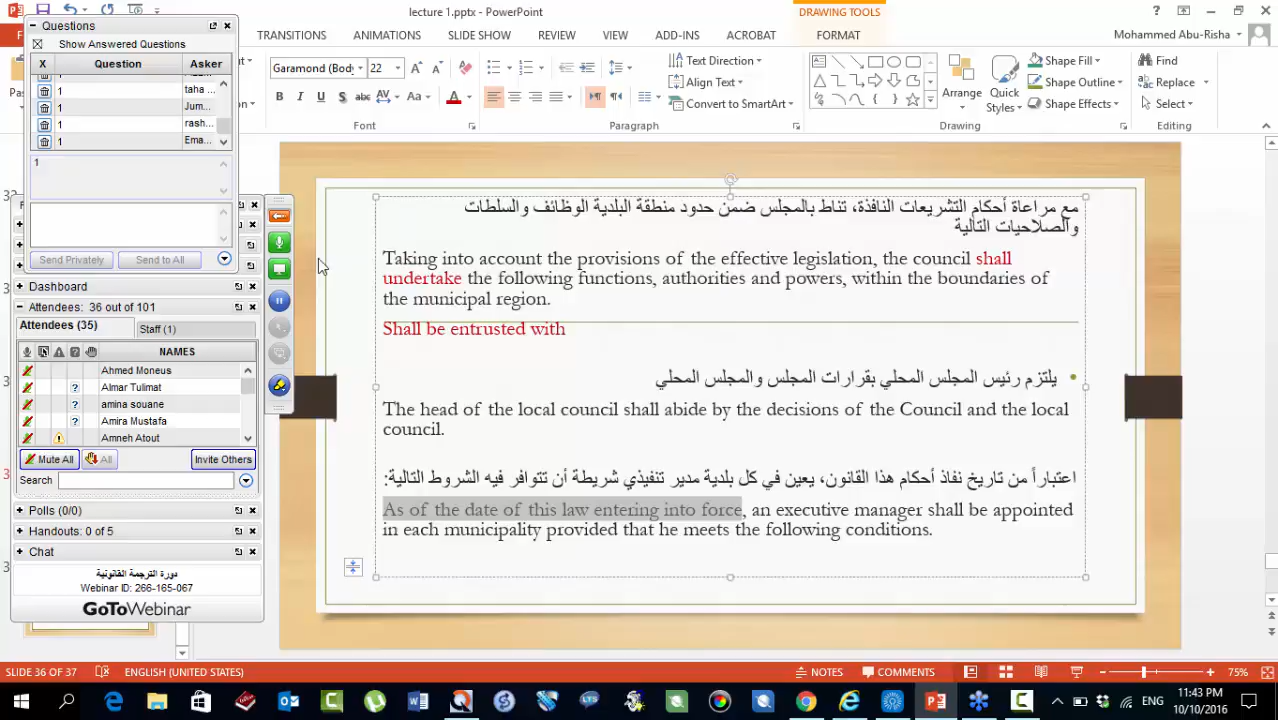 lecture 1.pptx - PowerPoint
DRAWING TOOLS
TRANSITIONS
ANIMATIONS
SLIDE SHOW
REVIEW
VIEW
ADD-INS
ACROBAT
FORMAT
Mohammed Abu-Risha
Garamond (Body
22
Text Direction
Align Text
Convert to SmartArt
Arrange
Quick
Styles
Shape Fill
Shape Outline
Shape Effects
Find
Replace
Select
Font
Paragraph
Drawing
Editing
Questions
Show Answered Questions
X Question Asker
1 taha ...
1 Jum...
1 rash...
1 Ema...
1
Send Privately
Send to All
Dashboard
Attendees: 36 out of 101
Attendees (35)
Staff (1)
NAMES
Ahmed Moneus
Almar Tulimat
amina souane
Amira Mustafa
Amneh Atout
Mute All
All
Invite Others
Search
Polls (0/0)
Handouts: 0 of 5
Chat
دورة الترجمة القانونية
Webinar ID: 266-165-067
GoToWebinar
مع مراعاة أحكام التشريعات النافذة، تناط بالمجلس ضمن حدود منطقة البلدية الوظائف والسلطات
والصلاحيات التالية
Taking into account the provisions of the effective legislation, the council shall
undertake the following functions, authorities and powers, within the boundaries of
the municipal region.
Shall be entrusted with
• يلتزم رئيس المجلس المحلي بقرارات المجلس والمجلس المحلي
The head of the local council shall abide by the decisions of the Council and the local
council.
اعتباراً من تاريخ نفاذ أحكام هذا القانون، يعين في كل بلدية مدير تنفيذي شريطة أن تتوافر فيه الشروط التالية:
As of the date of this law entering into force, an executive manager shall be appointed
in each municipality provided that he meets the following conditions.
SLIDE 36 OF 37
ENGLISH (UNITED STATES)
NOTES
COMMENTS
75%
ENG
11:43 PM
10/10/2016